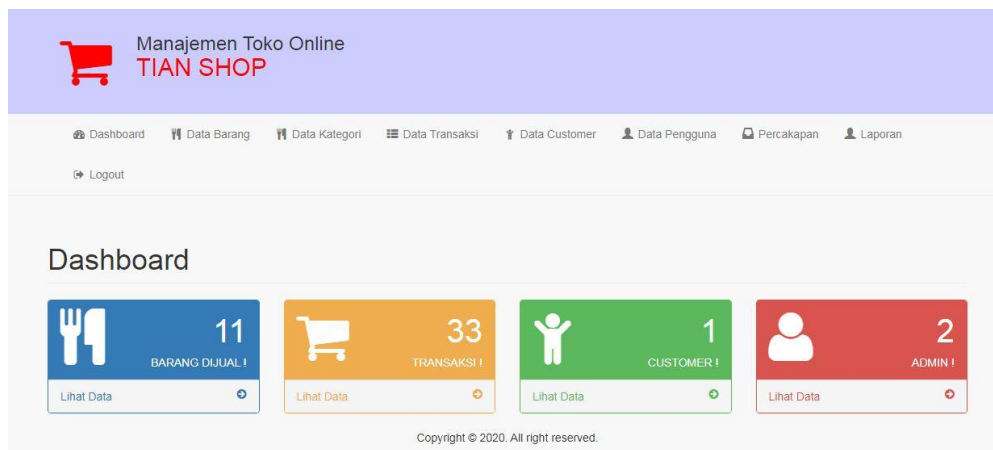 Manajemen Toko Online
TIAN SHOP
Dashboard Data Barang Data Kategori Data Transaksi Data Customer Data Pengguna Percakapan Laporan
Logout
Dashboard
11
BARANG DIJUAL !
Lihat Data
33
TRANSAKSI !
Lihat Data
1
CUSTOMER !
Lihat Data
2
ADMIN !
Lihat Data
Copyright © 2020. All right reserved.